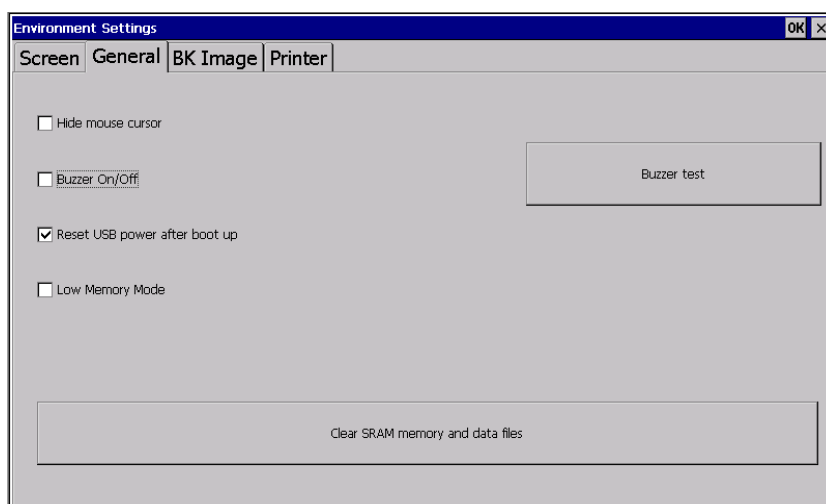 Environment Settings OK ×
Screen General BK Image Printer
Hide mouse cursor
Buzzer On/Off
Buzzer test
Reset USB power after boot up
Low Memory Mode
Clear SRAM memory and data files